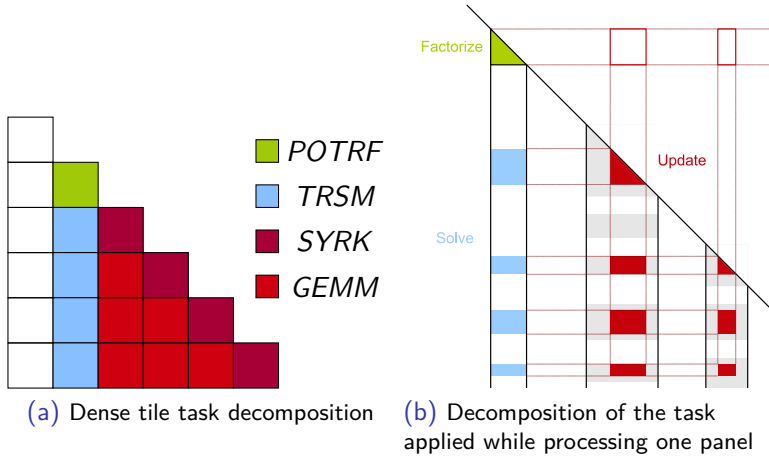 Factorize
Update
Solve
POTRF
TRSM
SYRK
GEMM
(a) Dense tile task decomposition
(b) Decomposition of the task
applied while processing one panel